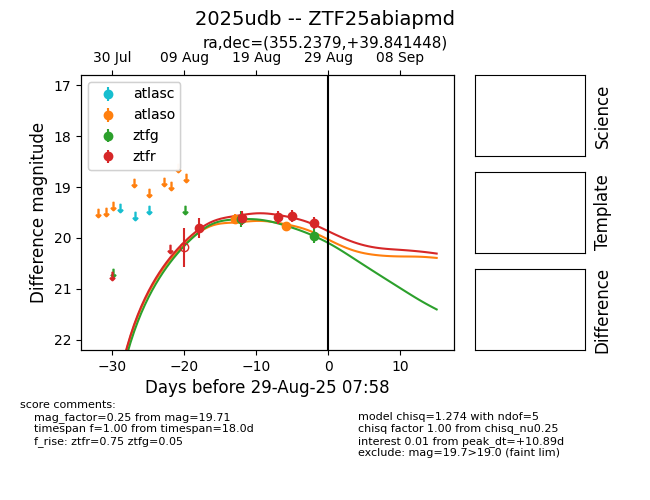 2025udb -- ZTF25abiapmd
ra,dec=(355.2379,+39.841448)
30 Jul 09 Aug 19 Aug 29 Aug 08 Sep
atlasc
atlaso
ztfg
ztfr
17
18
19
20
21
22
Difference magnitude
−30 −20 −10 0 10
Days before 29-Aug-25 07:58
Science
Template
Difference
score comments:
mag_factor=0.25 from mag=19.71
timespan f=1.00 from timespan=18.0d
f_rise: ztfr=0.75 ztfg=0.05
model chisq=1.274 with ndof=5
chisq factor 1.00 from chisq_nu0.25
interest 0.01 from peak_dt=+10.89d
exclude: mag=19.7>19.0 (faint lim)